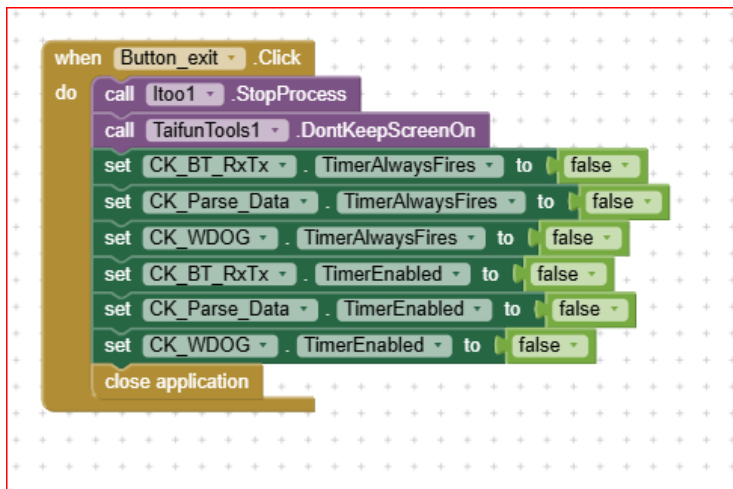 when Button_exit .Click
do call Itoo1 .StopProcess
call TaifunTools1 .DontKeepScreenOn
set CK_BT_RxTx . TimerAlwaysFires to false
set CK_Parse_Data . TimerAlwaysFires to false
set CK_WDOG . TimerAlwaysFires to false
set CK_BT_RxTx . TimerEnabled to false
set CK_Parse_Data . TimerEnabled to false
set CK_WDOG . TimerEnabled to false
close application